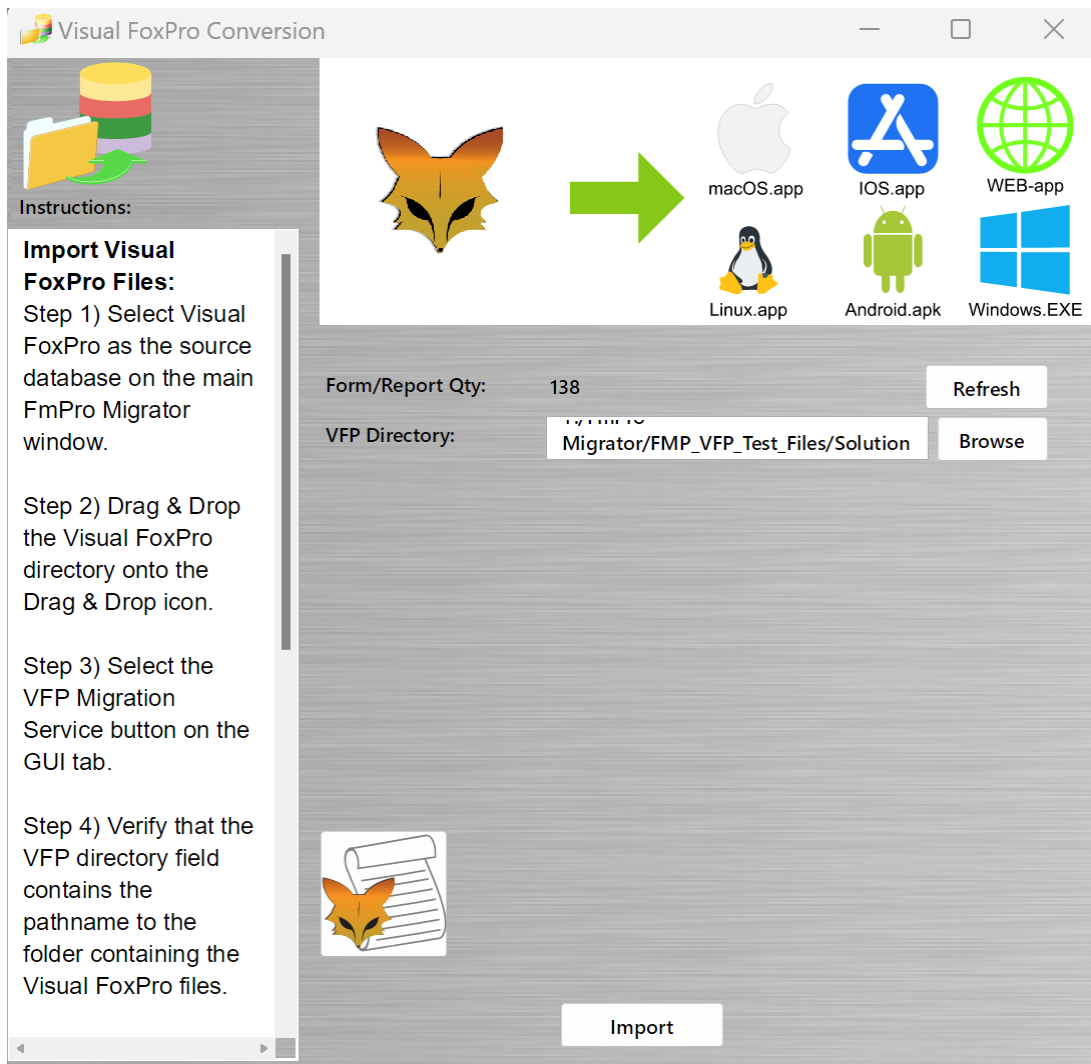 Visual FoxPro Conversion
Instructions:
Import Visual
FoxPro Files:
Step 1) Select Visual
FoxPro as the source
database on the main
FmPro Migrator
window.
Step 2) Drag & Drop
the Visual FoxPro
directory onto the
Drag & Drop icon.
Step 3) Select the
VFP Migration
Service button on the
GUI tab.
Step 4) Verify that the
VFP directory field
contains the
pathname to the
folder containing the
Visual FoxPro files.
macOS.app
IOS.app
WEB-app
Linux.app
Android.apk
Windows.EXE
Form/Report Qty:
138
Refresh
VFP Directory:
Migrator/FMP_VFP_Test_Files/Solution
Browse
Import